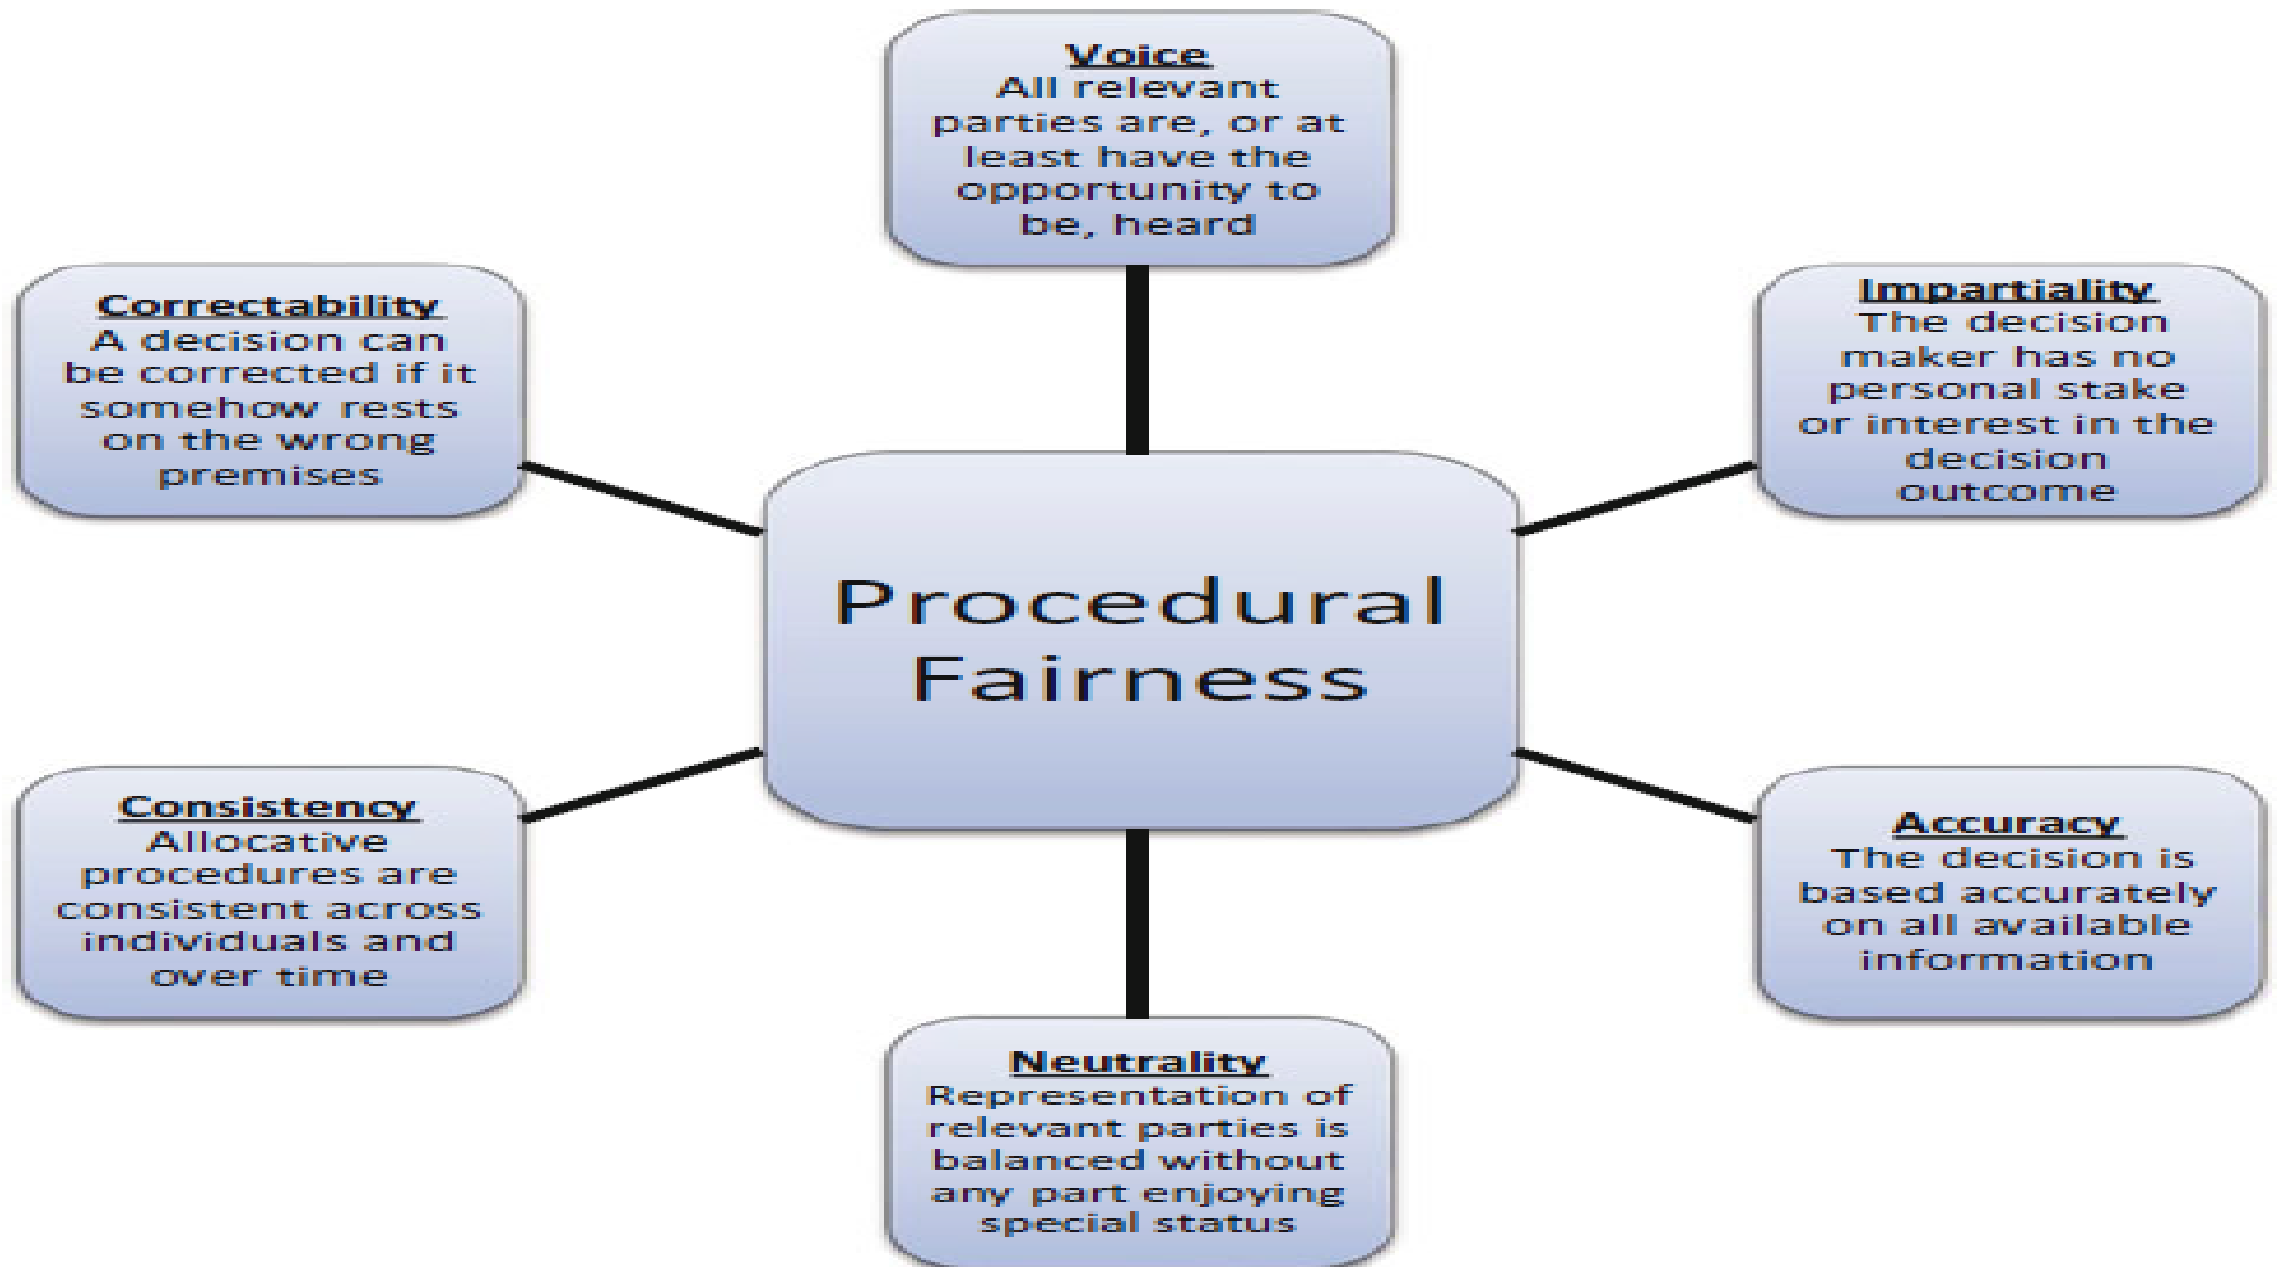 Voice
All relevant
parties are, or at
least have the
opportunity to
be, heard
Correctability
A decision can
be corrected if it
somehow rests
on the wrong
premises
Impartiality
The decision
maker has no
personal stake
or interest in the
decision
outcome
Procedural
Fairness
Consistency
Allocative
procedures are
consistent across
individuals and
over time
Accuracy
The decision is
based accurately
on all available
information
Neutrality
Representation of
relevant parties is
balanced without
any part enjoying
special status